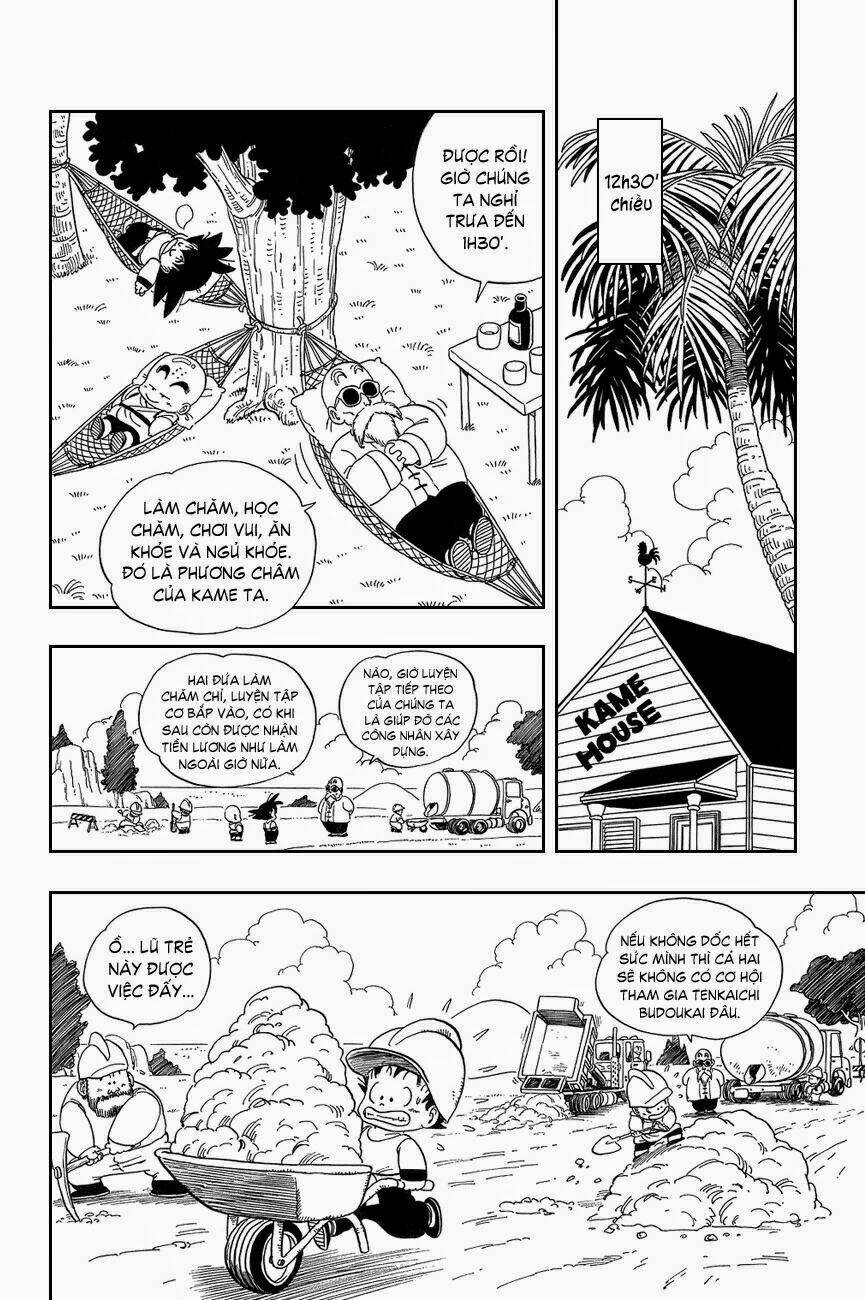 12h30'
chiều
KAME
HOUSE
ĐƯỢC RỒI!
GIỜ CHÚNG
TA NGHỈ
TRƯA ĐẾN
1H30'.
LÀM CHĂM, HỌC
CHĂM, CHƠI VUI, ĂN
KHỎE VÀ NGỦ KHỎE.
ĐÓ LÀ PHƯƠNG CHÂM
CỦA KAME TA.
NÀO, GIỜ LUYỆN
TẬP TIẾP THEO
CỦA CHÚNG TA
LÀ GIÚP ĐỠ CÁC
CÔNG NHÂN XÂY
DỰNG.
HAI ĐỨA LÀM
CHĂM CHỈ, LUYỆN TẬP
CƠ BẮP VÀO, CÓ KHI
SAU CÒN ĐƯỢC NHẬN
TIỀN LƯƠNG NHƯ LÀM
NGOÀI GIỜ NỮA.
NẾU KHÔNG DỐC HẾT
SỨC MÌNH THÌ CẢ HAI
SẼ KHÔNG CÓ CƠ HỘI
THAM GIA TENKAICHI
BUDOUKAI ĐÂU.
Ồ... LŨ TRẺ
NÀY ĐƯỢC
VIỆC ĐẤY...